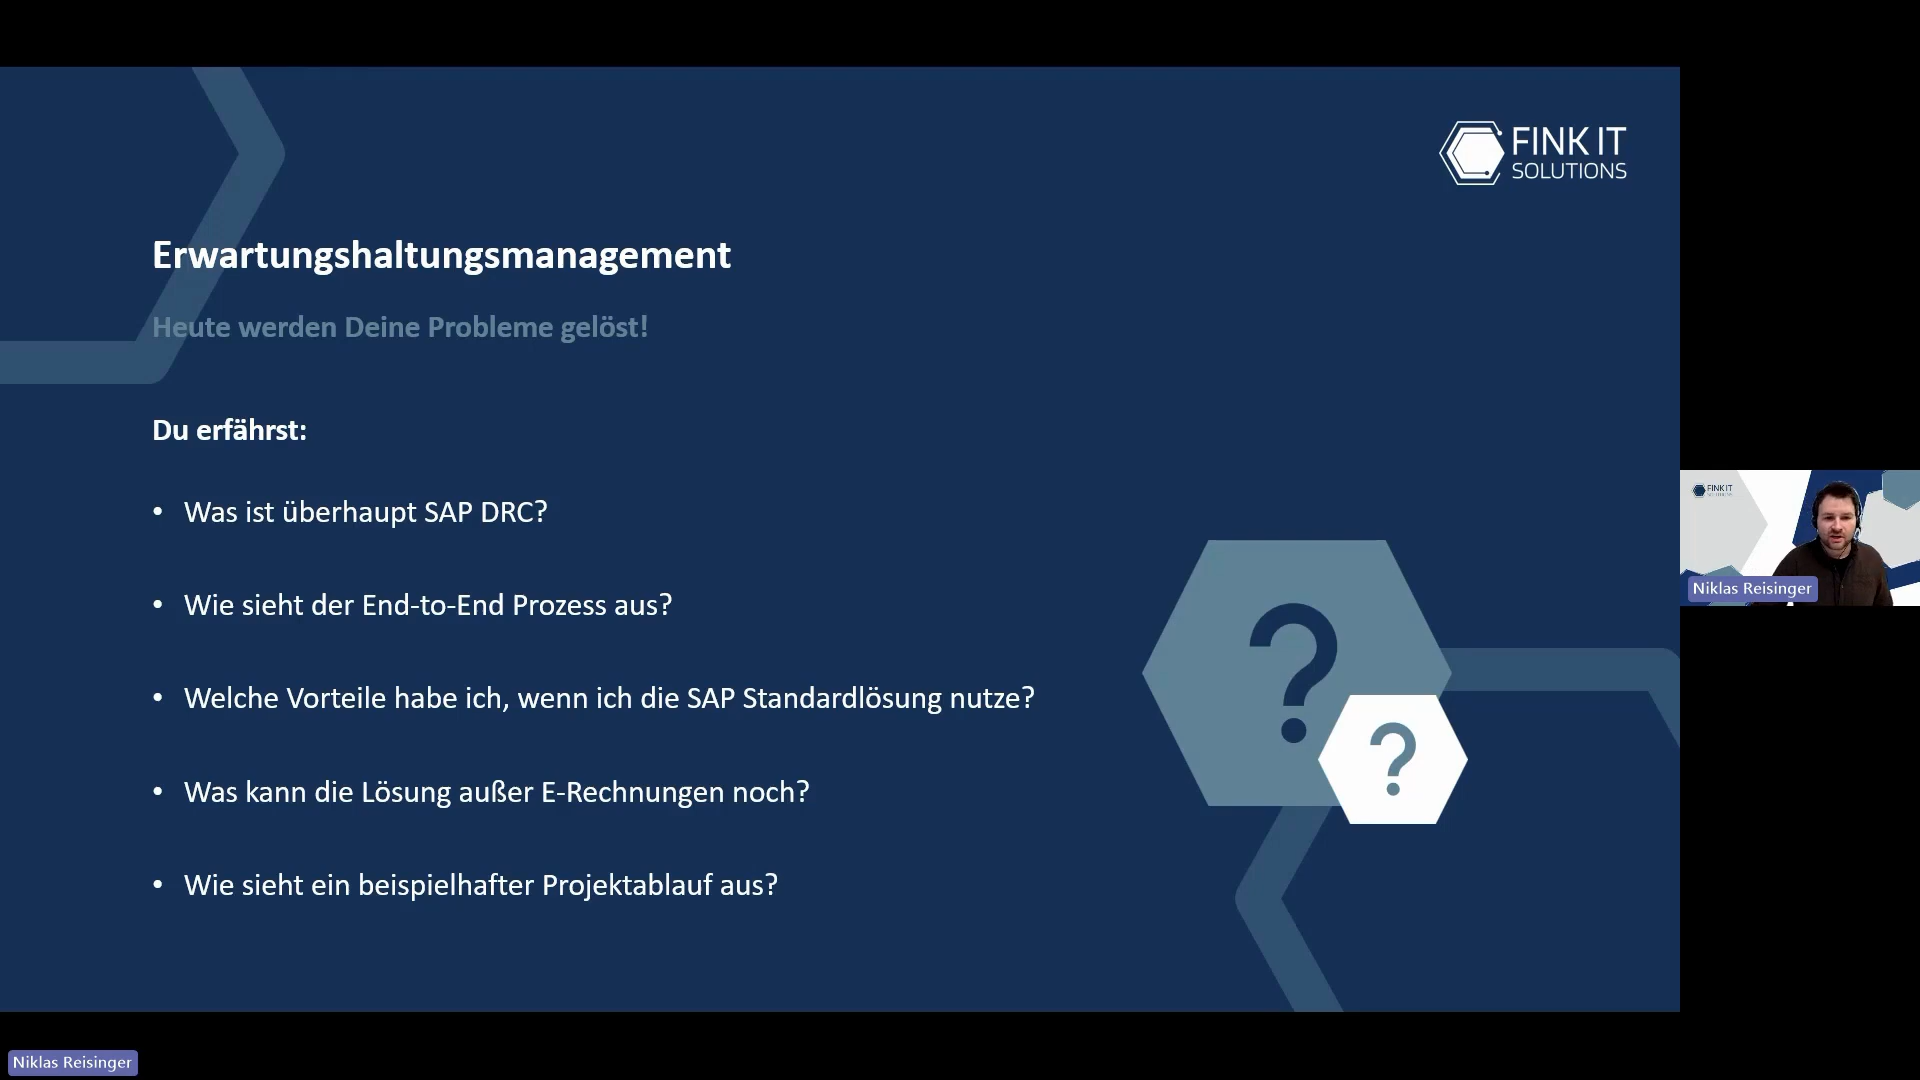 FINK IT
SOLUTIONS
Erwartungshaltungsmanagement
Heute werden Deine Probleme gelöst!
Du erfährst:
• Was ist überhaupt SAP DRC?
• Wie sieht der End-to-End Prozess aus?
• Welche Vorteile habe ich, wenn ich die SAP Standardlösung nutze?
• Was kann die Lösung außer E-Rechnungen noch?
• Wie sieht ein beispielhafter Projektablauf aus?
?
?
FINK IT
Niklas Reisinger
Niklas Reisinger